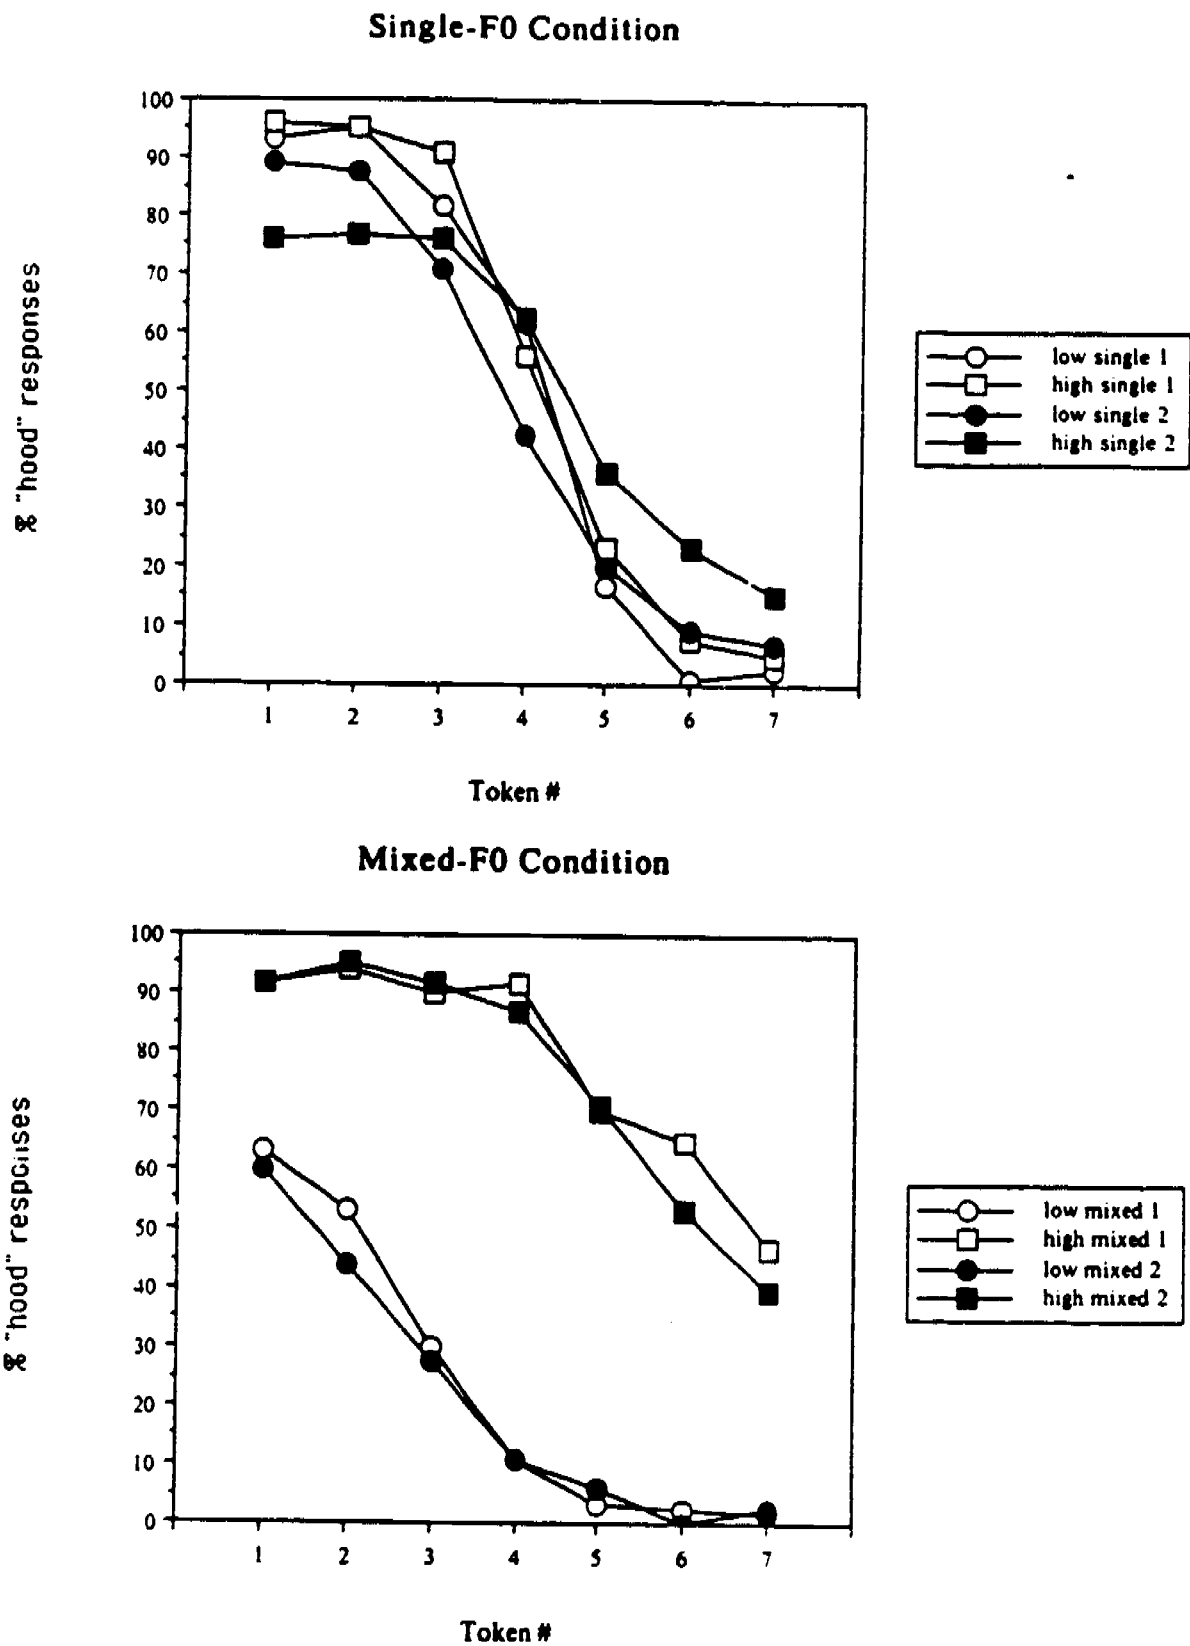 Single-F0 Condition
100
90
80
70
60
50
40
30
20
10
0
% "hood" responses
1 2 3 4 5 6 7
Token #
low single 1
high single 1
low single 2
high single 2
Mixed-F0 Condition
100
90
80
70
60
50
40
30
20
10
0
% "hood" responses
1 2 3 4 5 6 7
Token #
low mixed 1
high mixed 1
low mixed 2
high mixed 2